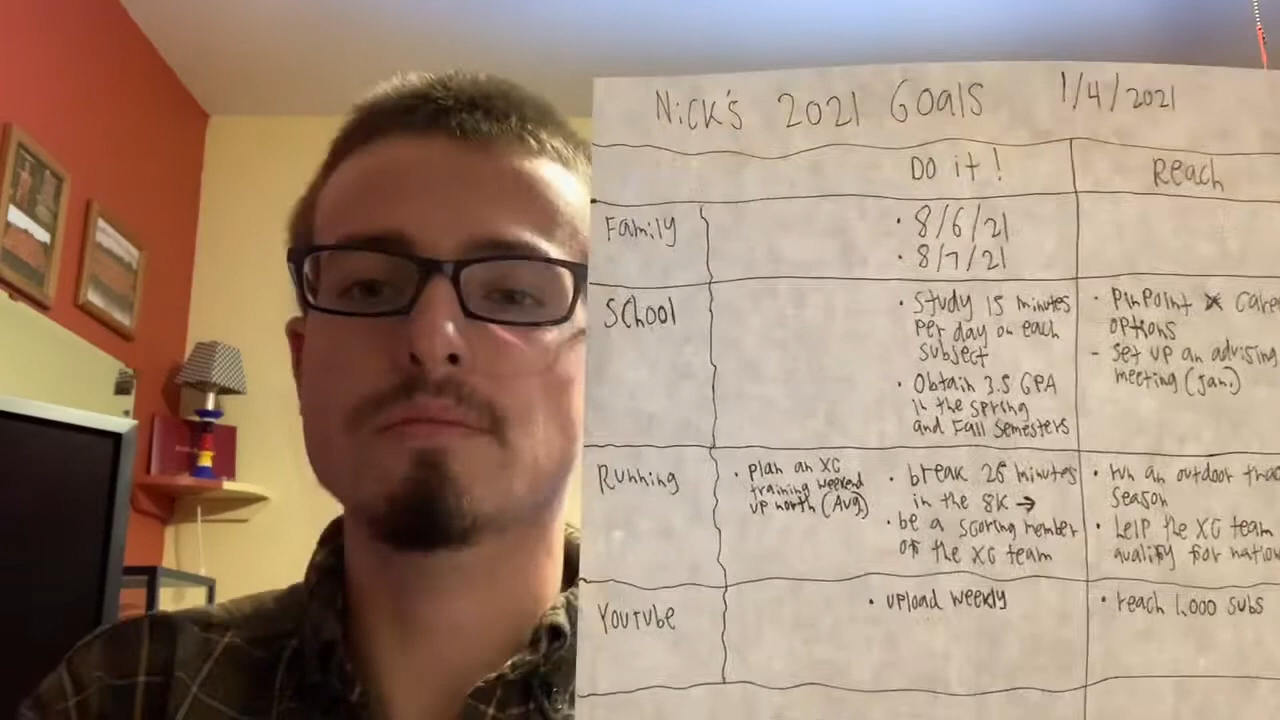 Nick's 2021 Goals 1/4/2021
Do it! Reach
Family
• 8/6/21
• 8/7/21
School
• Study 15 minutes
per day on each
subject
• Obtain 3.5 GPA
in the spring
and Fall semesters
• Pinpoint
options
- Set up an advising
meeting (Jan.)
Running
• plan an XC
training weekend
up north (Aug)
• break 26 minutes
in the 8K →
• be a scoring member
of the XC team
• run an outdoor
season
• help the XC team
qualify for
YouTube
• upload weekly
• reach 1,000 subs